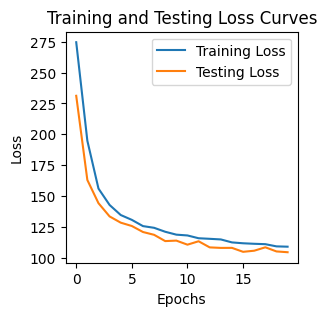 Training and Testing Loss Curves
Training Loss
Testing Loss
275
250
225
200
175
150
125
100
Loss
0 5 10 15
Epochs